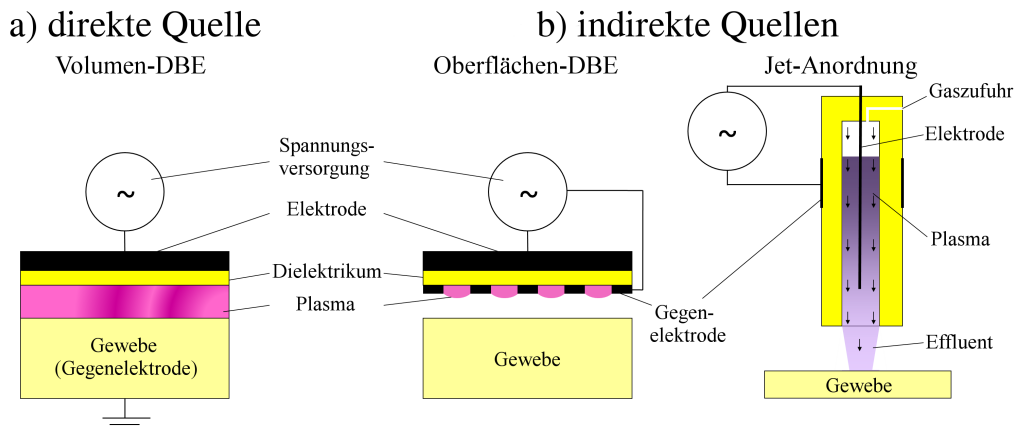 a) direkte Quelle
Volumen-DBE
b) indirekte Quellen
Oberflächen-DBE
Jet-Anordnung
~
Spannungs-
versorgung
~
~
Gaszufuhr
Elektrode
Elektrode
Dielektrikum
Plasma
Plasma
Gegen-
elektrode
Gewebe
(Gegenelektrode)
Gewebe
Effluent
Gewebe